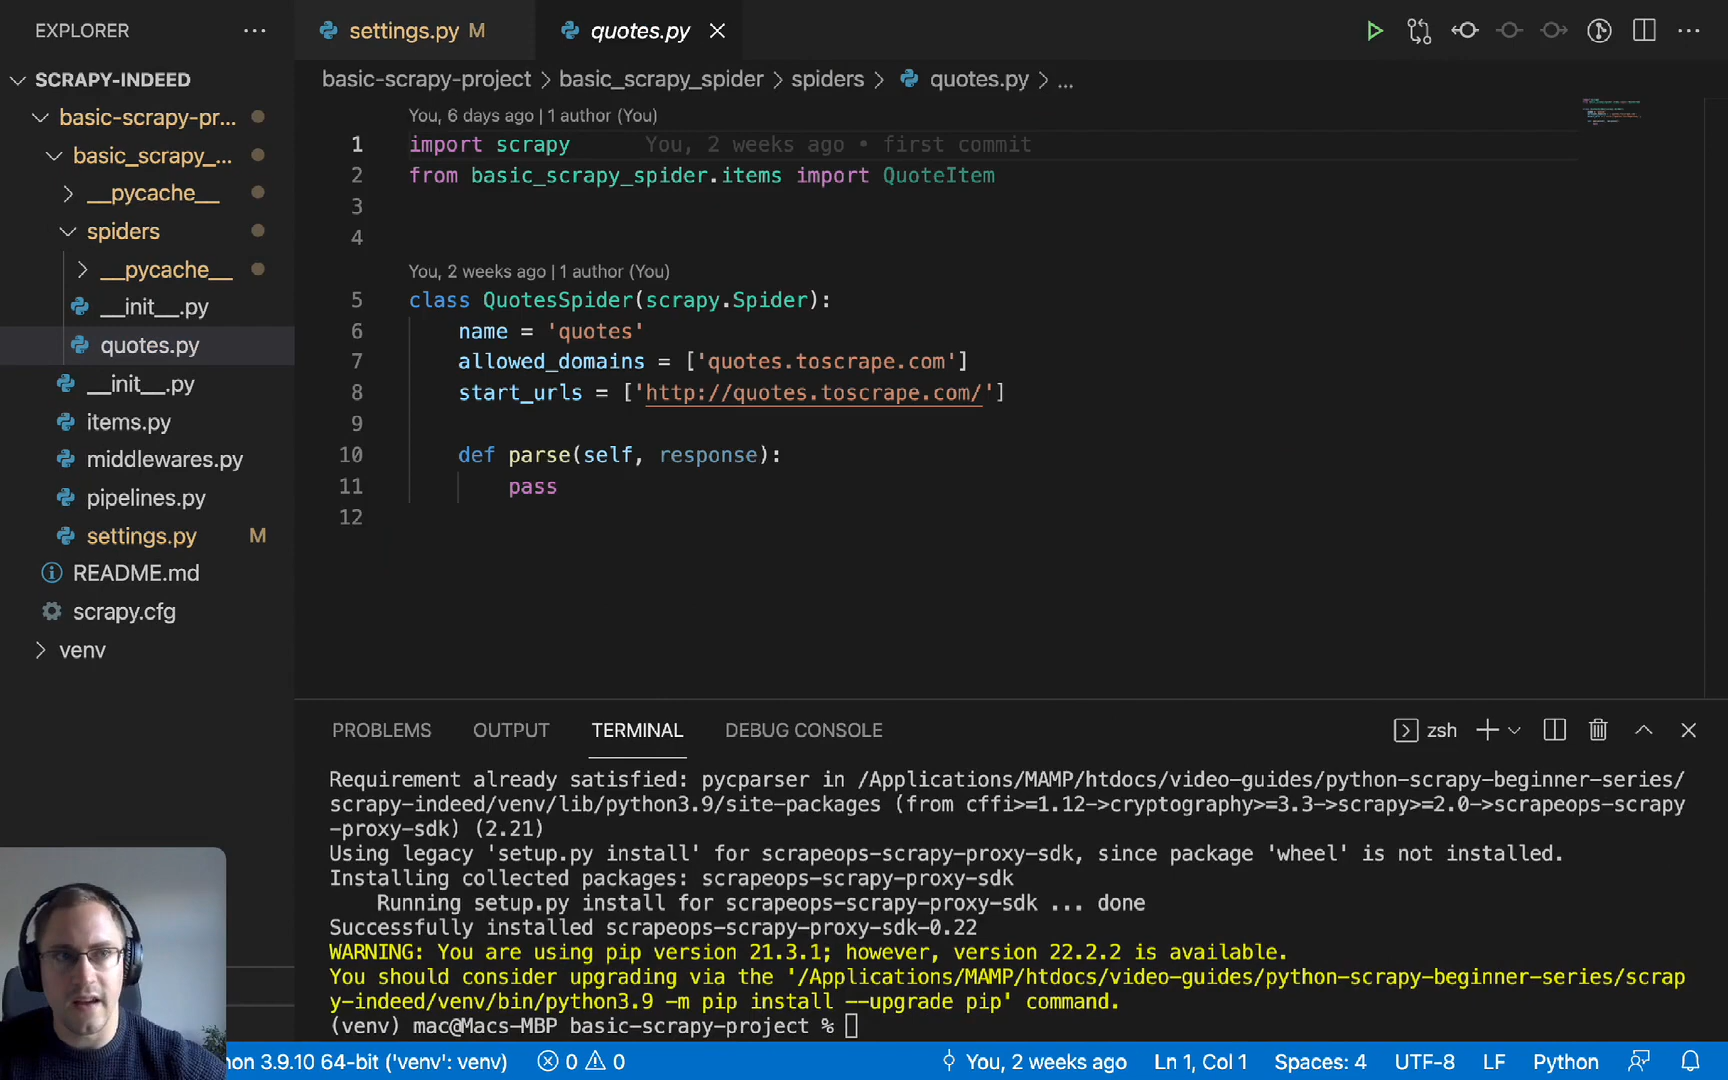 EXPLORER
SCRAPY-INDEED
basic-scrapy-pr...
basic_scrapy_...
__pycache__
spiders
__pycache__
__init__.py
quotes.py
__init__.py
items.py
middlewares.py
pipelines.py
settings.py M
README.md
scrapy.cfg
venv
settings.py M
quotes.py
basic-scrapy-project > basic_scrapy_spider > spiders > quotes.py > ...
You, 6 days ago | 1 author (You)
1 import scrapy You, 2 weeks ago • first commit
2 from basic_scrapy_spider.items import QuoteItem
3
4
You, 2 weeks ago | 1 author (You)
5 class QuotesSpider(scrapy.Spider):
6 name = 'quotes'
7 allowed_domains = ['quotes.toscrape.com']
8 start_urls = ['http://quotes.toscrape.com/']
9
10 def parse(self, response):
11 pass
12
PROBLEMS OUTPUT TERMINAL DEBUG CONSOLE
zsh
Requirement already satisfied: pycparser in /Applications/MAMP/htdocs/video-guides/python-scrapy-beginner-series/
scrapy-indeed/venv/lib/python3.9/site-packages (from cffi>=1.12->cryptography>=3.3->scrapy>=2.0->scrapeops-scrapy
-proxy-sdk) (2.21)
Using legacy 'setup.py install' for scrapeops-scrapy-proxy-sdk, since package 'wheel' is not installed.
Installing collected packages: scrapeops-scrapy-proxy-sdk
Running setup.py install for scrapeops-scrapy-proxy-sdk ... done
Successfully installed scrapeops-scrapy-proxy-sdk-0.22
WARNING: You are using pip version 21.3.1; however, version 22.2.2 is available.
You should consider upgrading via the '/Applications/MAMP/htdocs/video-guides/python-scrapy-beginner-series/scrap
y-indeed/venv/bin/python3.9 -m pip install --upgrade pip' command.
(venv) mac@Macs-MBP basic-scrapy-project %
hon 3.9.10 64-bit ('venv': venv) 0 0 You, 2 weeks ago Ln 1, Col 1 Spaces: 4 UTF-8 LF Python